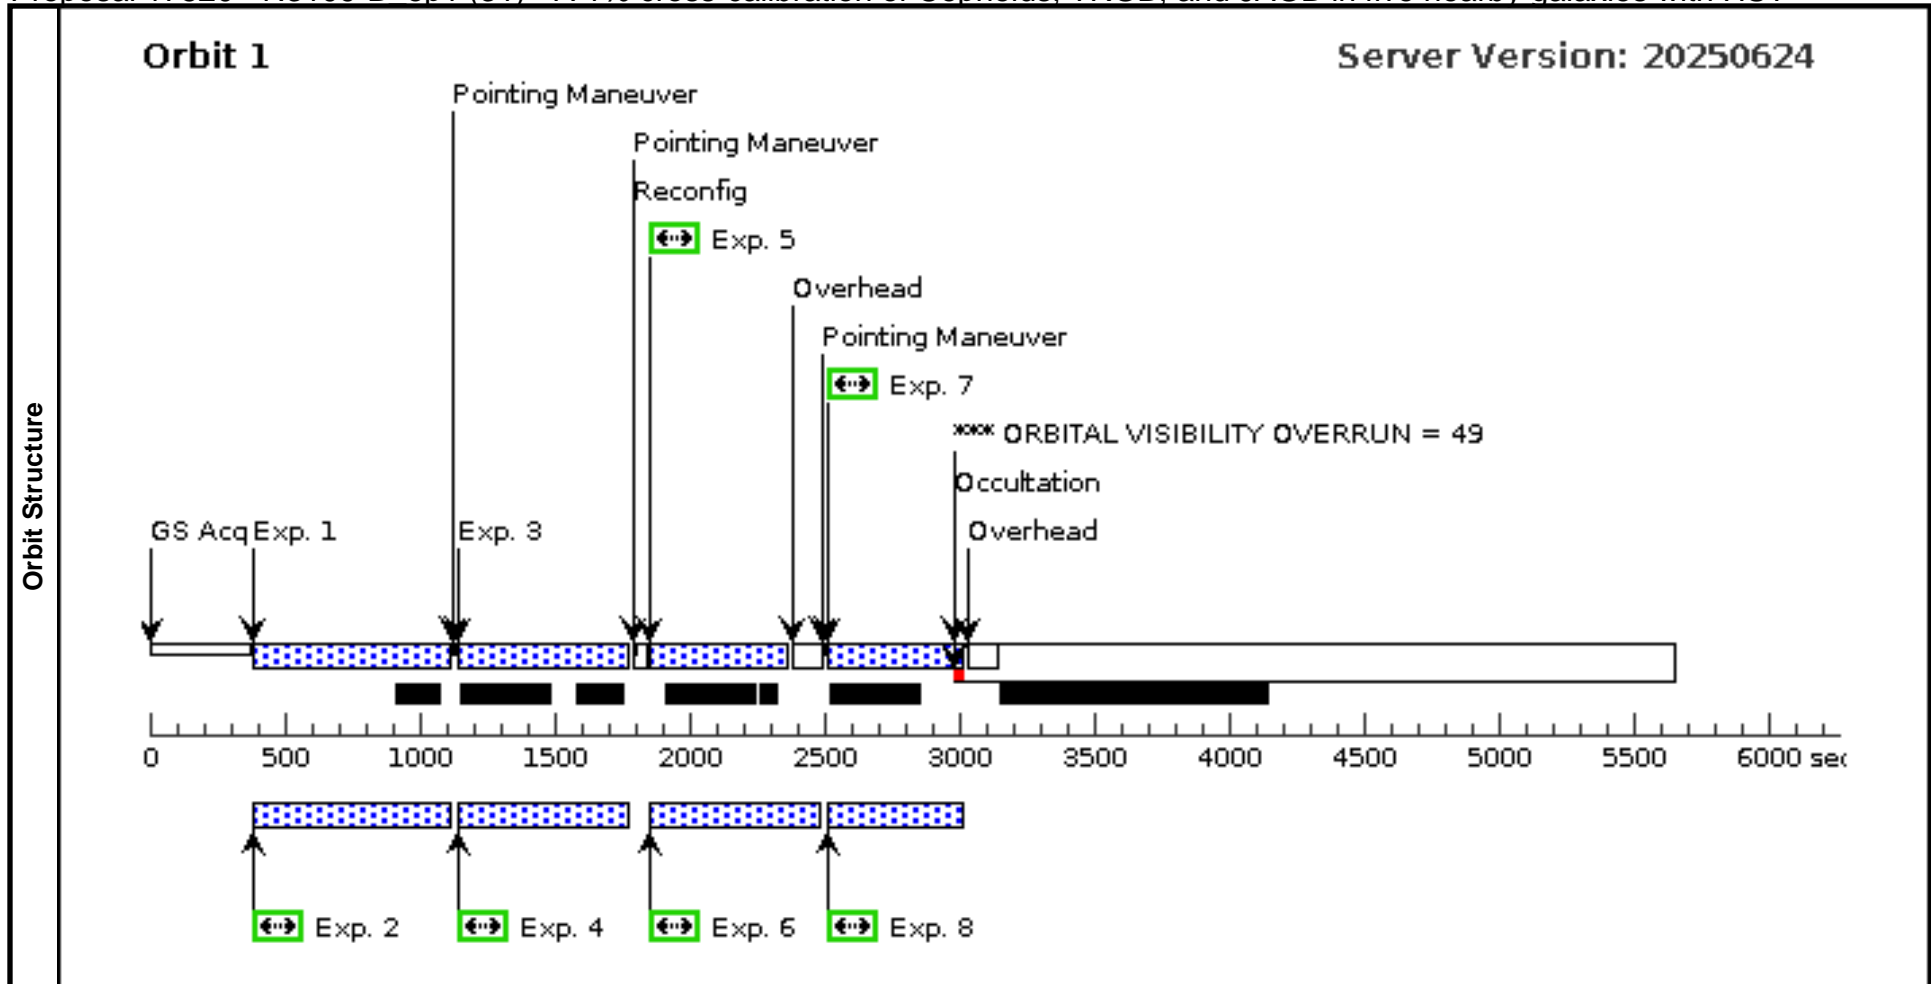 Orbit 1
Server Version: 20250624
Pointing Maneuver
Pointing Maneuver
Reconfig
Exp. 5
Overhead
Pointing Maneuver
Exp. 7
*** ORBITAL VISIBILITY OVERRUN = 49
Occultation
GS Acq Exp. 1 Exp. 3 Overhead
Orbit Structure
0 500 1000 1500 2000 2500 3000 3500 4000 4500 5000 5500 6000
Exp. 2 Exp. 4 Exp. 6 Exp. 8